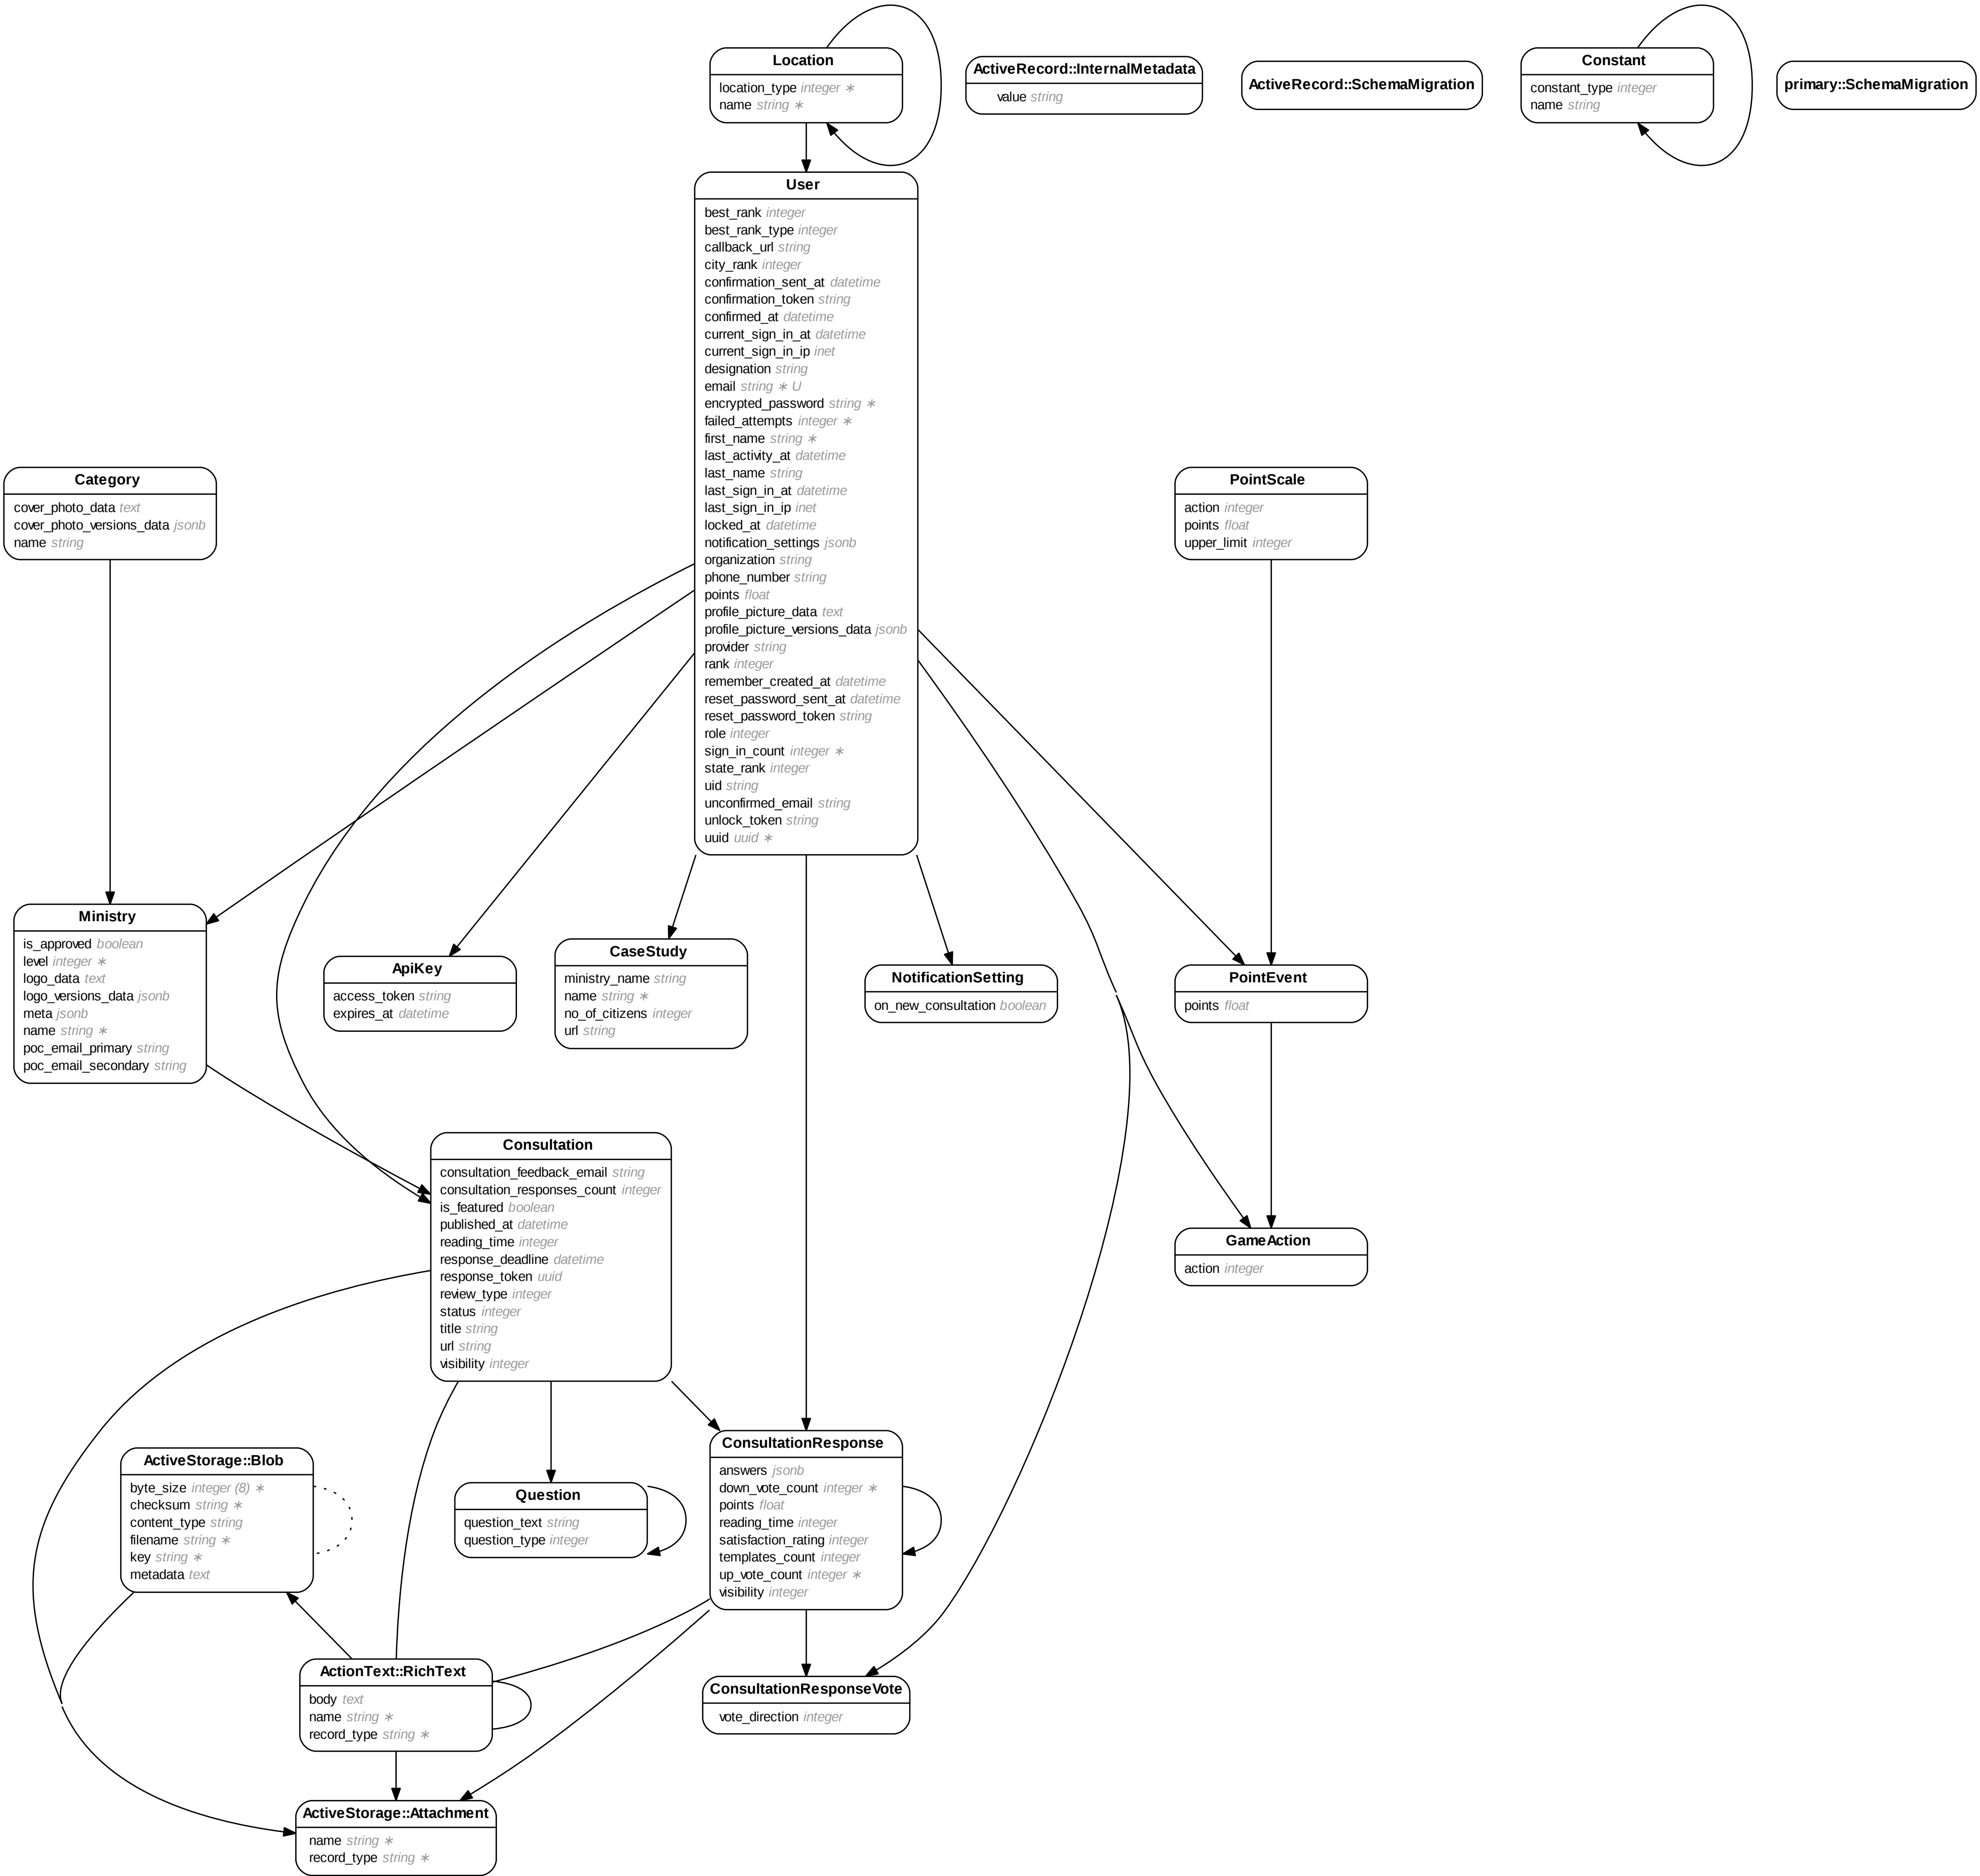 Location
location_type integer ∗
name string ∗
ActiveRecord::InternalMetadata
value string
ActiveRecord::SchemaMigration
Constant
constant_type integer
name string
primary::SchemaMigration
User
best_rank integer
best_rank_type integer
callback_url string
city_rank integer
confirmation_sent_at datetime
confirmation_token string
confirmed_at datetime
current_sign_in_at datetime
current_sign_in_ip inet
designation string
email string ∗ U
encrypted_password string ∗
failed_attempts integer ∗
first_name string ∗
last_activity_at datetime
last_name string
last_sign_in_at datetime
last_sign_in_ip inet
locked_at datetime
notification_settings jsonb
organization string
phone_number string
points float
profile_picture_data text
profile_picture_versions_data jsonb
provider string
rank integer
remember_created_at datetime
reset_password_sent_at datetime
reset_password_token string
role integer
sign_in_count integer ∗
state_rank integer
uid string
unconfirmed_email string
unlock_token string
uuid uuid ∗
Category
cover_photo_data text
cover_photo_versions_data jsonb
name string
PointScale
action integer
points float
upper_limit integer
Ministry
is_approved boolean
level integer ∗
logo_data text
logo_versions_data jsonb
meta jsonb
name string ∗
poc_email_primary string
poc_email_secondary string
ApiKey
access_token string
expires_at datetime
CaseStudy
ministry_name string
name string ∗
no_of_citizens integer
url string
NotificationSetting
on_new_consultation boolean
PointEvent
points float
Consultation
consultation_feedback_email string
consultation_responses_count integer
is_featured boolean
published_at datetime
reading_time integer
response_deadline datetime
response_token uuid
review_type integer
status integer
title string
url string
visibility integer
GameAction
action integer
ActiveStorage::Blob
byte_size integer (8) ∗
checksum string ∗
content_type string
filename string ∗
key string ∗
metadata text
Question
question_text string
question_type integer
ConsultationResponse
answers jsonb
down_vote_count integer ∗
points float
reading_time integer
satisfaction_rating integer
templates_count integer
up_vote_count integer ∗
visibility integer
ActionText::RichText
body text
name string ∗
record_type string ∗
ConsultationResponseVote
vote_direction integer
ActiveStorage::Attachment
name string ∗
record_type string ∗